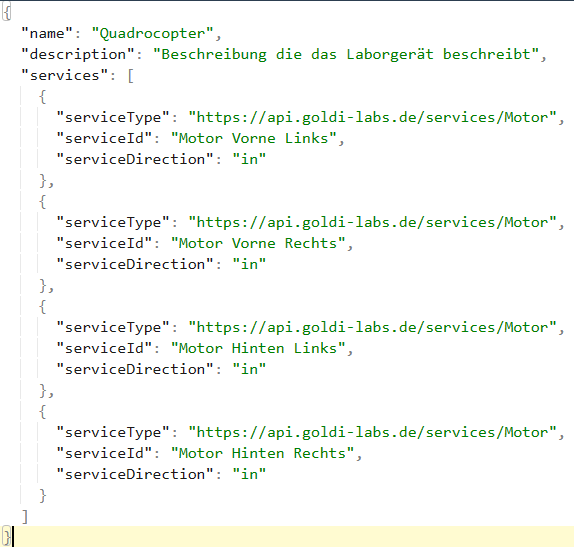 {
  "name": "Quadrocopter",
  "description": "Beschreibung die das Laborgerät beschreibt",
  "services": [
    {
      "serviceType": "https://api.goldi-labs.de/services/Motor",
      "serviceId": "Motor Vorne Links",
      "serviceDirection": "in"
    },
    {
      "serviceType": "https://api.goldi-labs.de/services/Motor",
      "serviceId": "Motor Vorne Rechts",
      "serviceDirection": "in"
    },
    {
      "serviceType": "https://api.goldi-labs.de/services/Motor",
      "serviceId": "Motor Hinten Links",
      "serviceDirection": "in"
    },
    {
      "serviceType": "https://api.goldi-labs.de/services/Motor",
      "serviceId": "Motor Hinten Rechts",
      "serviceDirection": "in"
    }
  ]
}